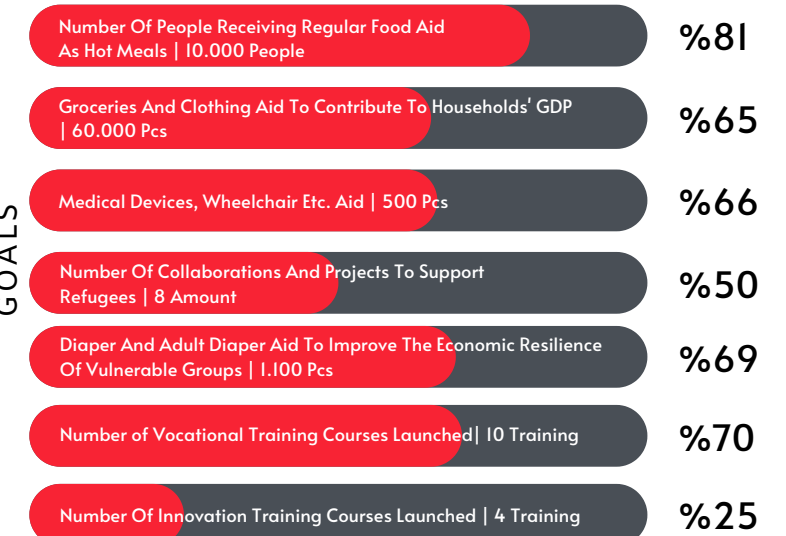 GOALS
Number Of People Receiving Regular Food Aid
As Hot Meals | 10.000 People
%81
Groceries And Clothing Aid To Contribute To Households' GDP
| 60.000 Pcs
%65
Medical Devices, Wheelchair Etc. Aid | 500 Pcs
%66
Number Of Collaborations And Projects To Support
Refugees | 8 Amount
%50
Diaper And Adult Diaper Aid To Improve The Economic Resilience
Of Vulnerable Groups | 1.100 Pcs
%69
Number of Vocational Training Courses Launched| 10 Training
%70
Number Of Innovation Training Courses Launched | 4 Training
%25